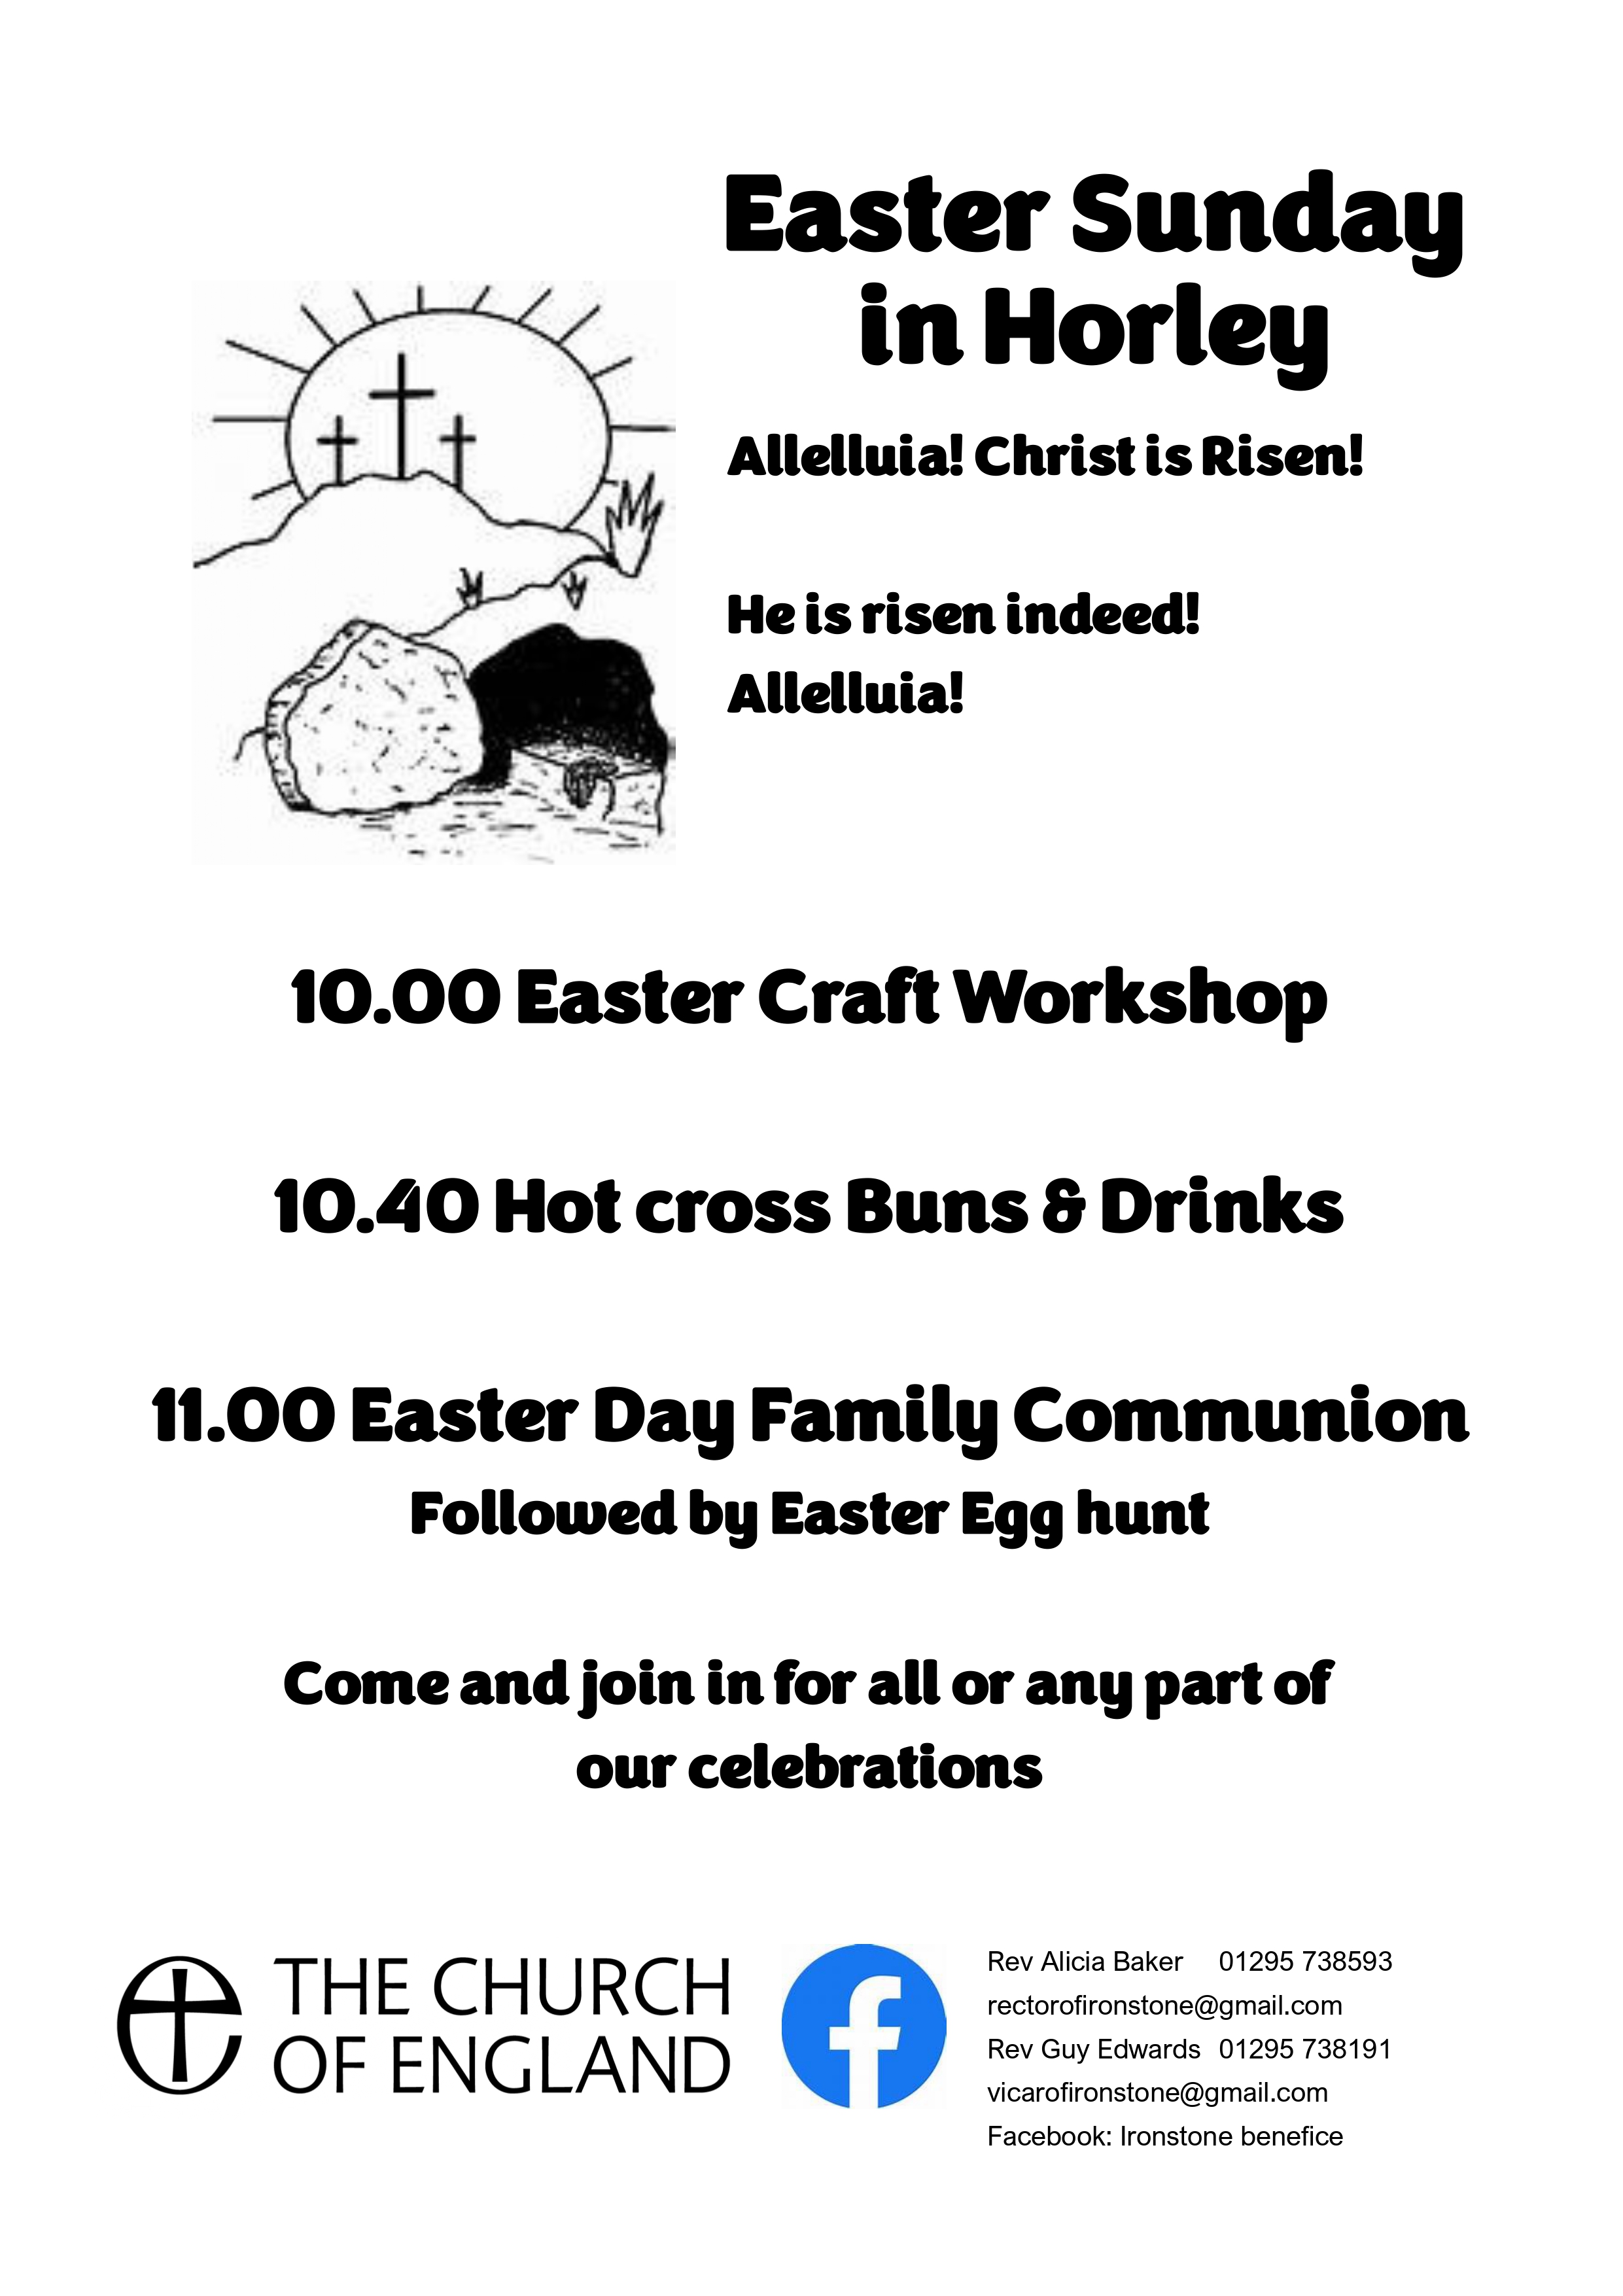 Easter Sunday
in Horley
Allelluia! Christ is Risen!
He is risen indeed!
Allelluia!
10.00 Easter Craft Workshop
10.40 Hot cross Buns & Drinks
11.00 Easter Day Family Communion
Followed by Easter Egg hunt
Come and join in for all or any part of
our celebrations
THE CHURCH
OF ENGLAND
Rev Alicia Baker 01295 738593
rectorofironstone@gmail.com
Rev Guy Edwards 01295 738191
vicarofironstone@gmail.com
Facebook: Ironstone benefice